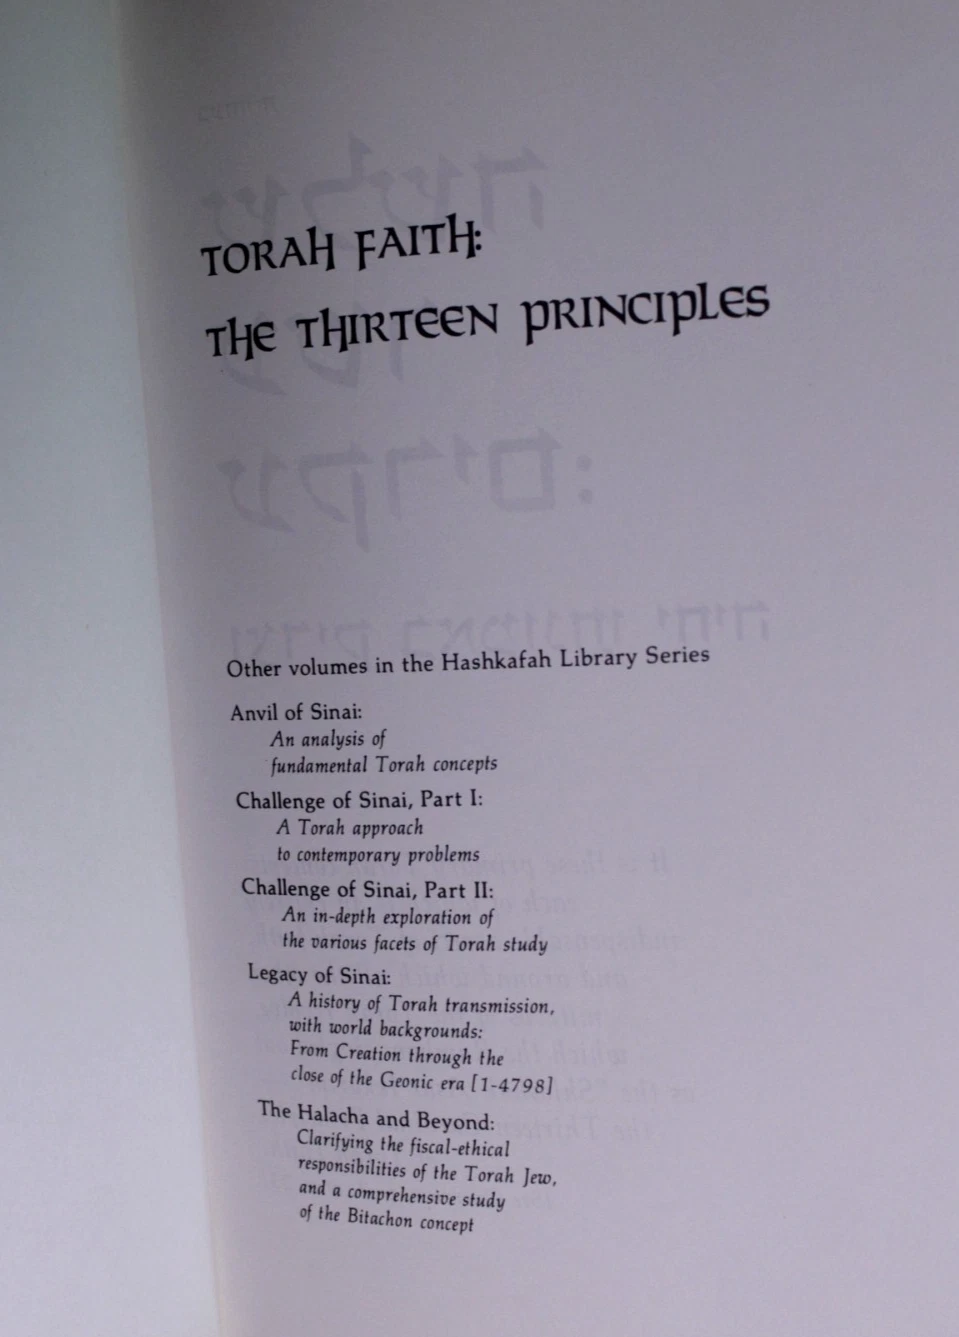 TORAH FAITH:
THE THIRTEEN PRINCIPLES
Other volumes in the Hashkafah Library Series
Anvil of Sinai:
An analysis of
fundamental Torah concepts
Challenge of Sinai, Part I:
A Torah approach
to contemporary problems
Challenge of Sinai, Part II:
An in-depth exploration of
the various facets of Torah study
Legacy of Sinai:
A history of Torah transmission,
with world backgrounds:
From Creation through the
close of the Geonic era [1-4798]
The Halacha and Beyond:
Clarifying the fiscal-ethical
responsibilities of the Torah Jew,
and a comprehensive study
of the Bitachon concept